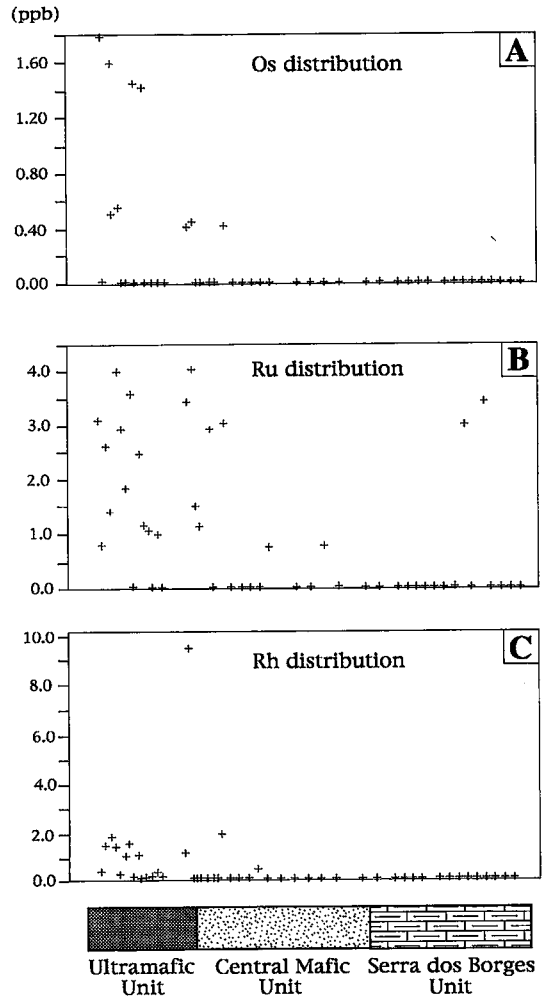 (ppb)
A
Os distribution
1.60
1.20
0.80
0.40
0.00
B
Ru distribution
4.0
3.0
2.0
1.0
0.0
C
Rh distribution
10.0
8.0
6.0
4.0
2.0
0.0
Ultramafic Central Mafic Serra dos Borges
Unit Unit Unit